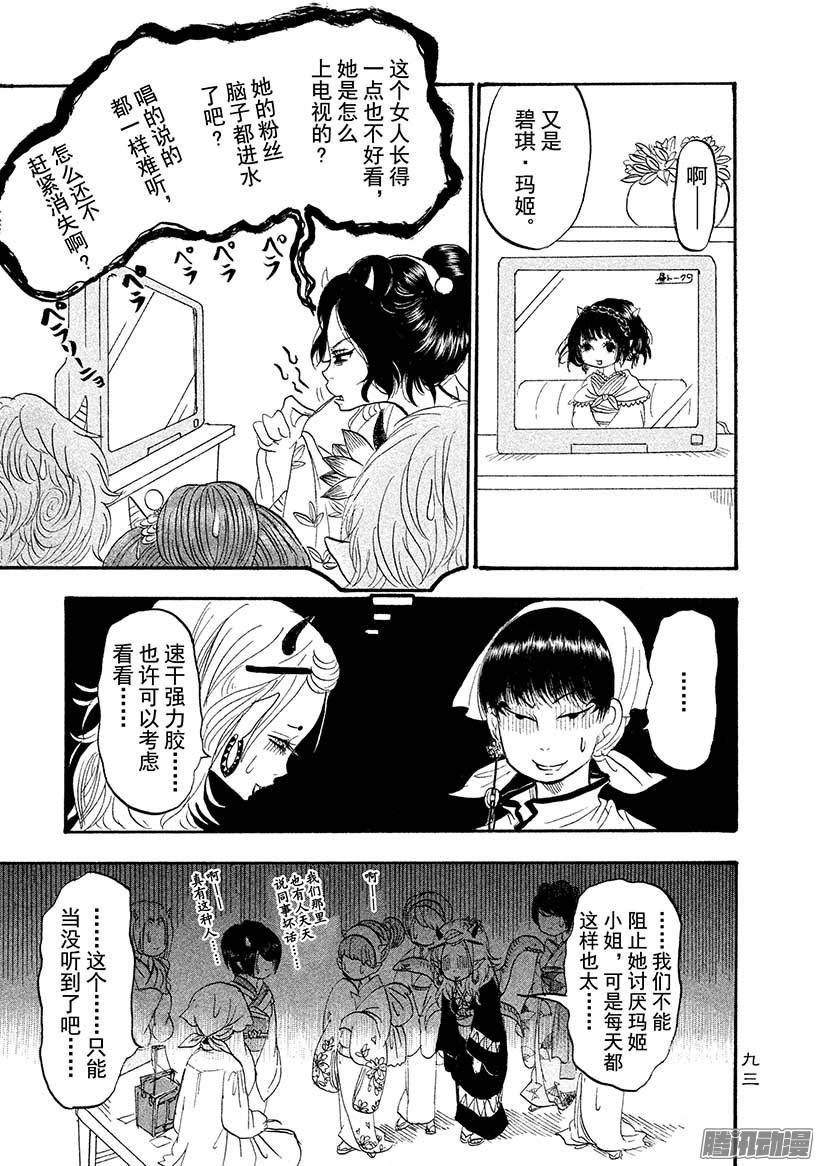 啊——
又是
碧琪·玛姬。
昼トーク
这个女人长得
一点也不好看，
她是怎么
上电视的？
她的粉丝
脑子都进水
了吧？
唱的说的
都一样难听，
怎么还不
赶紧消失啊？
ペラ
ペラ
ペラリーニョ
……
速干强力胶……
也许可以考虑
看看……
……我们不能
阻止她讨厌玛姬
小姐，可是每天都
这样也太……
啊——
我们那里
也有人天天
说同事坏话……
啊——
真有这种
人……
……这个……只能
当没听到了吧……
九三
腾讯动漫